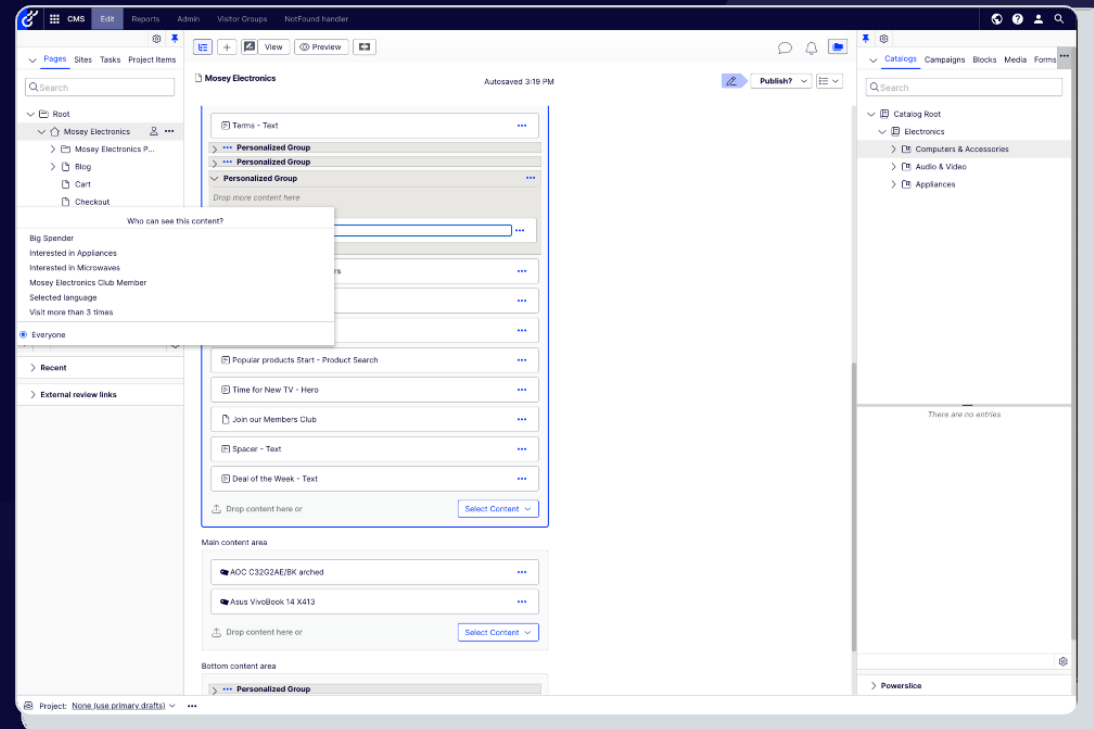 CMS Edit Reports Admin Visitor Groups NotFound handler
Pages Sites Tasks Project Items
Search
Root
Mosey Electronics
Mosey Electronics P...
Blog
Cart
Checkout
Who can see this content?
Big Spender
Interested in Appliances
Interested in Microwaves
Mosey Electronics Club Member
Selected language
Visit more than 3 times
Everyone
Recent
External review links
View Preview
Mosey Electronics
Autosaved 3:19 PM
Publish?
Terms - Text
Personalized Group
Personalized Group
Personalized Group
Drop more content here
rs
Popular products Start - Product Search
Time for New TV - Hero
Join our Members Club
Spacer - Text
Deal of the Week - Text
Drop content here or Select Content
Main content area
AOC C32G2AE/BK arched
Asus VivoBook 14 X413
Drop content here or Select Content
Bottom content area
Personalized Group
Catalogs Campaigns Blocks Media Forms
Search
Catalog Root
Electronics
Computers & Accessories
Audio & Video
Appliances
There are no entries
Powerslice
Project: None (use primary drafts)